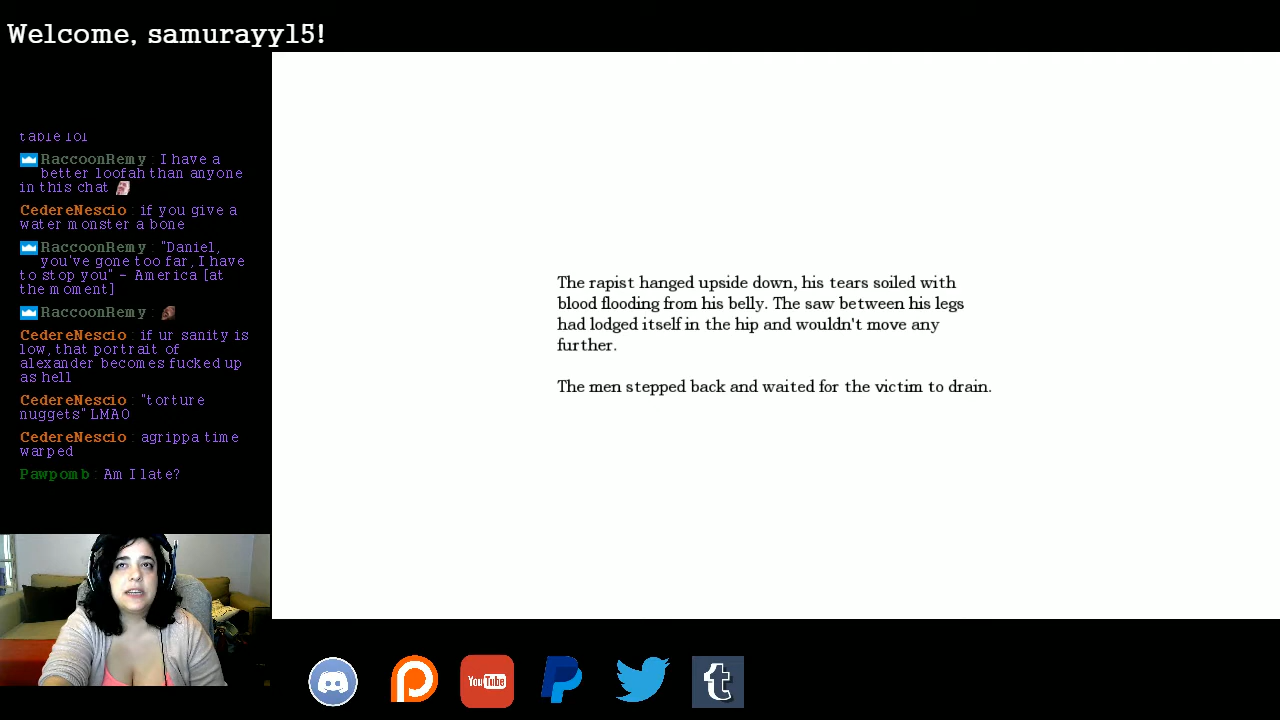 Welcome, samurayy15!
table lol
RaccoonRemy: I have a
better loofah than anyone
in this chat
CedereNescio: if you give a
water monster a bone
RaccoonRemy: "Daniel,
you've gone too far, I have
to stop you" - America [at
the moment]
RaccoonRemy:
CedereNescio: if ur sanity is
low, that portrait of
alexander becomes fucked up
as hell
CedereNescio: "torture
nuggets" LMAO
CedereNescio: agrippa time
warped
Pawpomb: Am I late?
The rapist hanged upside down, his tears soiled with
blood flooding from his belly. The saw between his legs
had lodged itself in the hip and wouldn't move any
further.
The men stepped back and waited for the victim to drain.
You Tube